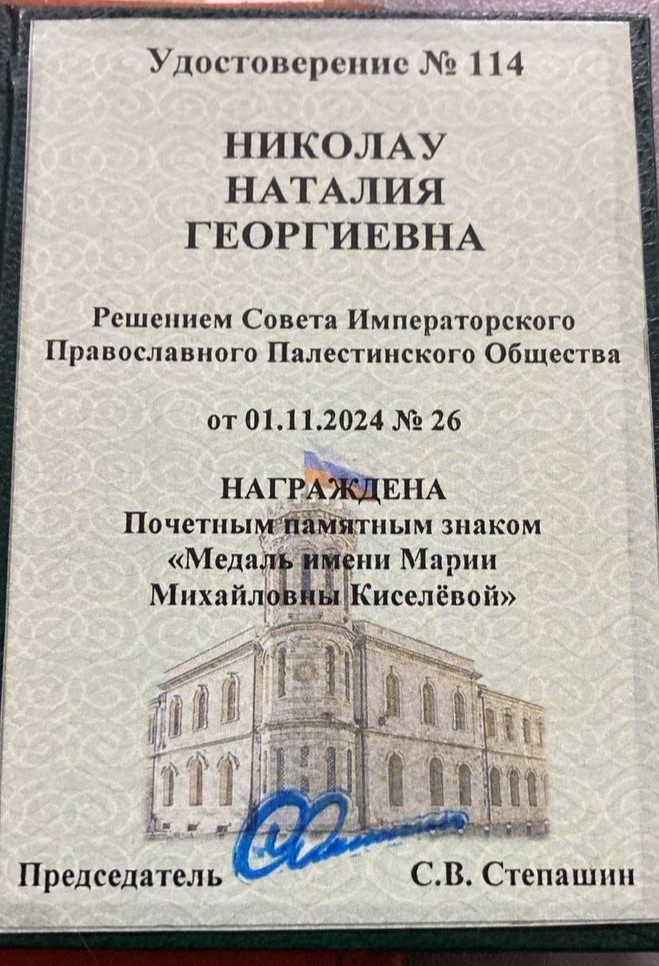 Удостоверение № 114
НИКОЛАУ
НАТАЛИЯ
ГЕОРГИЕВНА
Решением Совета Императорского
Православного Палестинского Общества
от 01.11.2024 № 26
НАГРАЖДЕНА
Почетным памятным знаком
«Медаль имени Марии
Михайловны Киселёвой»
Председатель С.В. Степашин